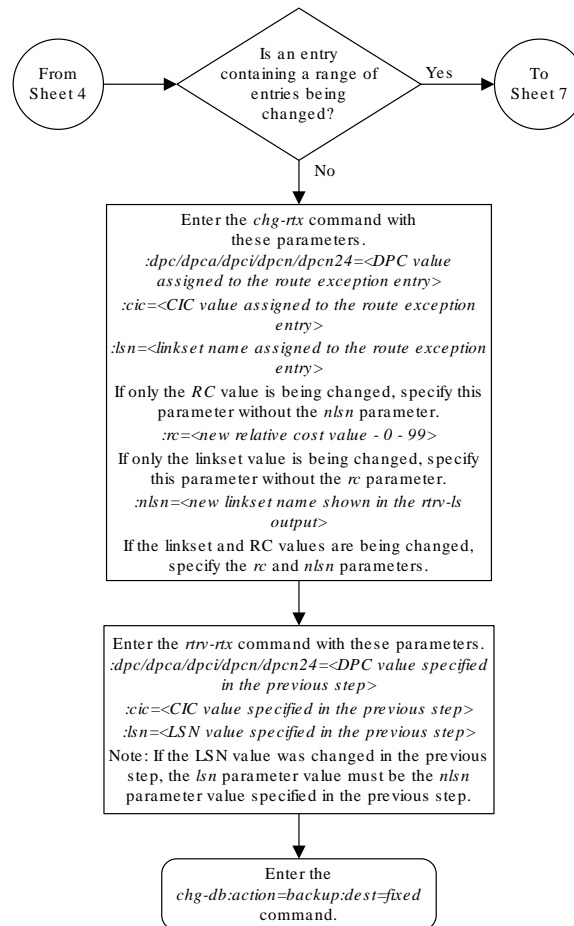 From
Sheet 4
Is an entry
containing a range of
entries being
changed?
Yes
To
Sheet 7
No
Enter the chg-rtx command with
these parameters.
:dpc/dpca/dpci/dpcn/dpcn24=<DPC value
assigned to the route exception entry>
:cic=<CIC value assigned to the route exception
entry>
:lsn=<linkset name assigned to the route exception
entry>
If only the RC value is being changed, specify this
parameter without the nlsn parameter.
:rc=<new relative cost value - 0 - 99>
If only the linkset value is being changed, specify
this parameter without the rc parameter.
:nlsn=<new linkset name shown in the rtrv-ls
output>
If the linkset and RC values are being changed,
specify the rc and nlsn parameters.
Enter the rtrv-rtx command with these parameters.
:dpc/dpca/dpci/dpcn/dpcn24=<DPC value specified
in the previous step>
:cic=<CIC value specified in the previous step>
:lsn=<LSN value specified in the previous step>
Note: If the LSN value was changed in the previous
step, the lsn parameter value must be the nlsn
parameter value specified in the previous step.
Enter the
chg-db:action=backup:dest=fixed
command.